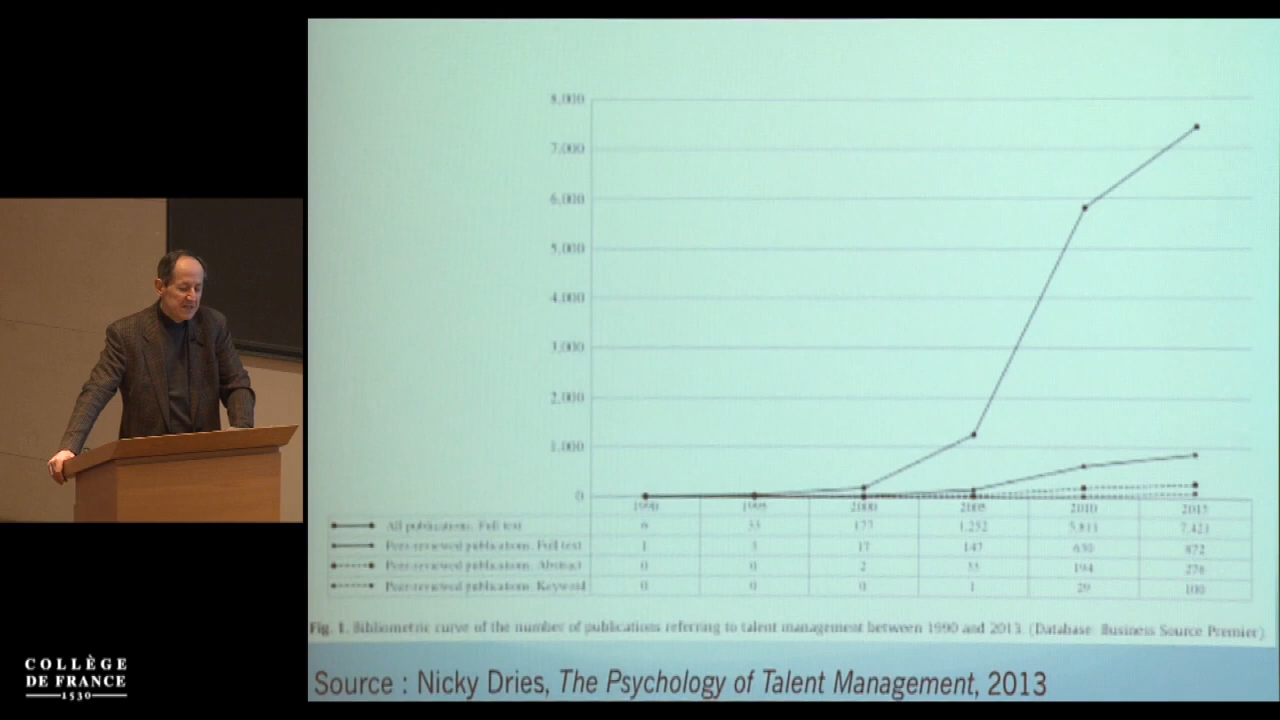 8,000
7,000
6,000
5,000
4,000
3,000
2,000
1,000
0
1990 1995 2000 2005 2010
All publications. Full text 6 177 1,252 5,811 7,421
Peer-reviewed publications. Full text 1 17 147 630 872
Peer-reviewed publications. Abstract 0 0 2 194 276
Peer-reviewed publications. Keyword 0 0 0 1 29 100
Fig. 1. Bibliometric curve of the number of publications referring to talent management between 1990 and 2013. (Database: Business Source Premier)
Source : Nicky Dries, The Psychology of Talent Management, 2013
COLLÈGE
DE FRANCE
1530